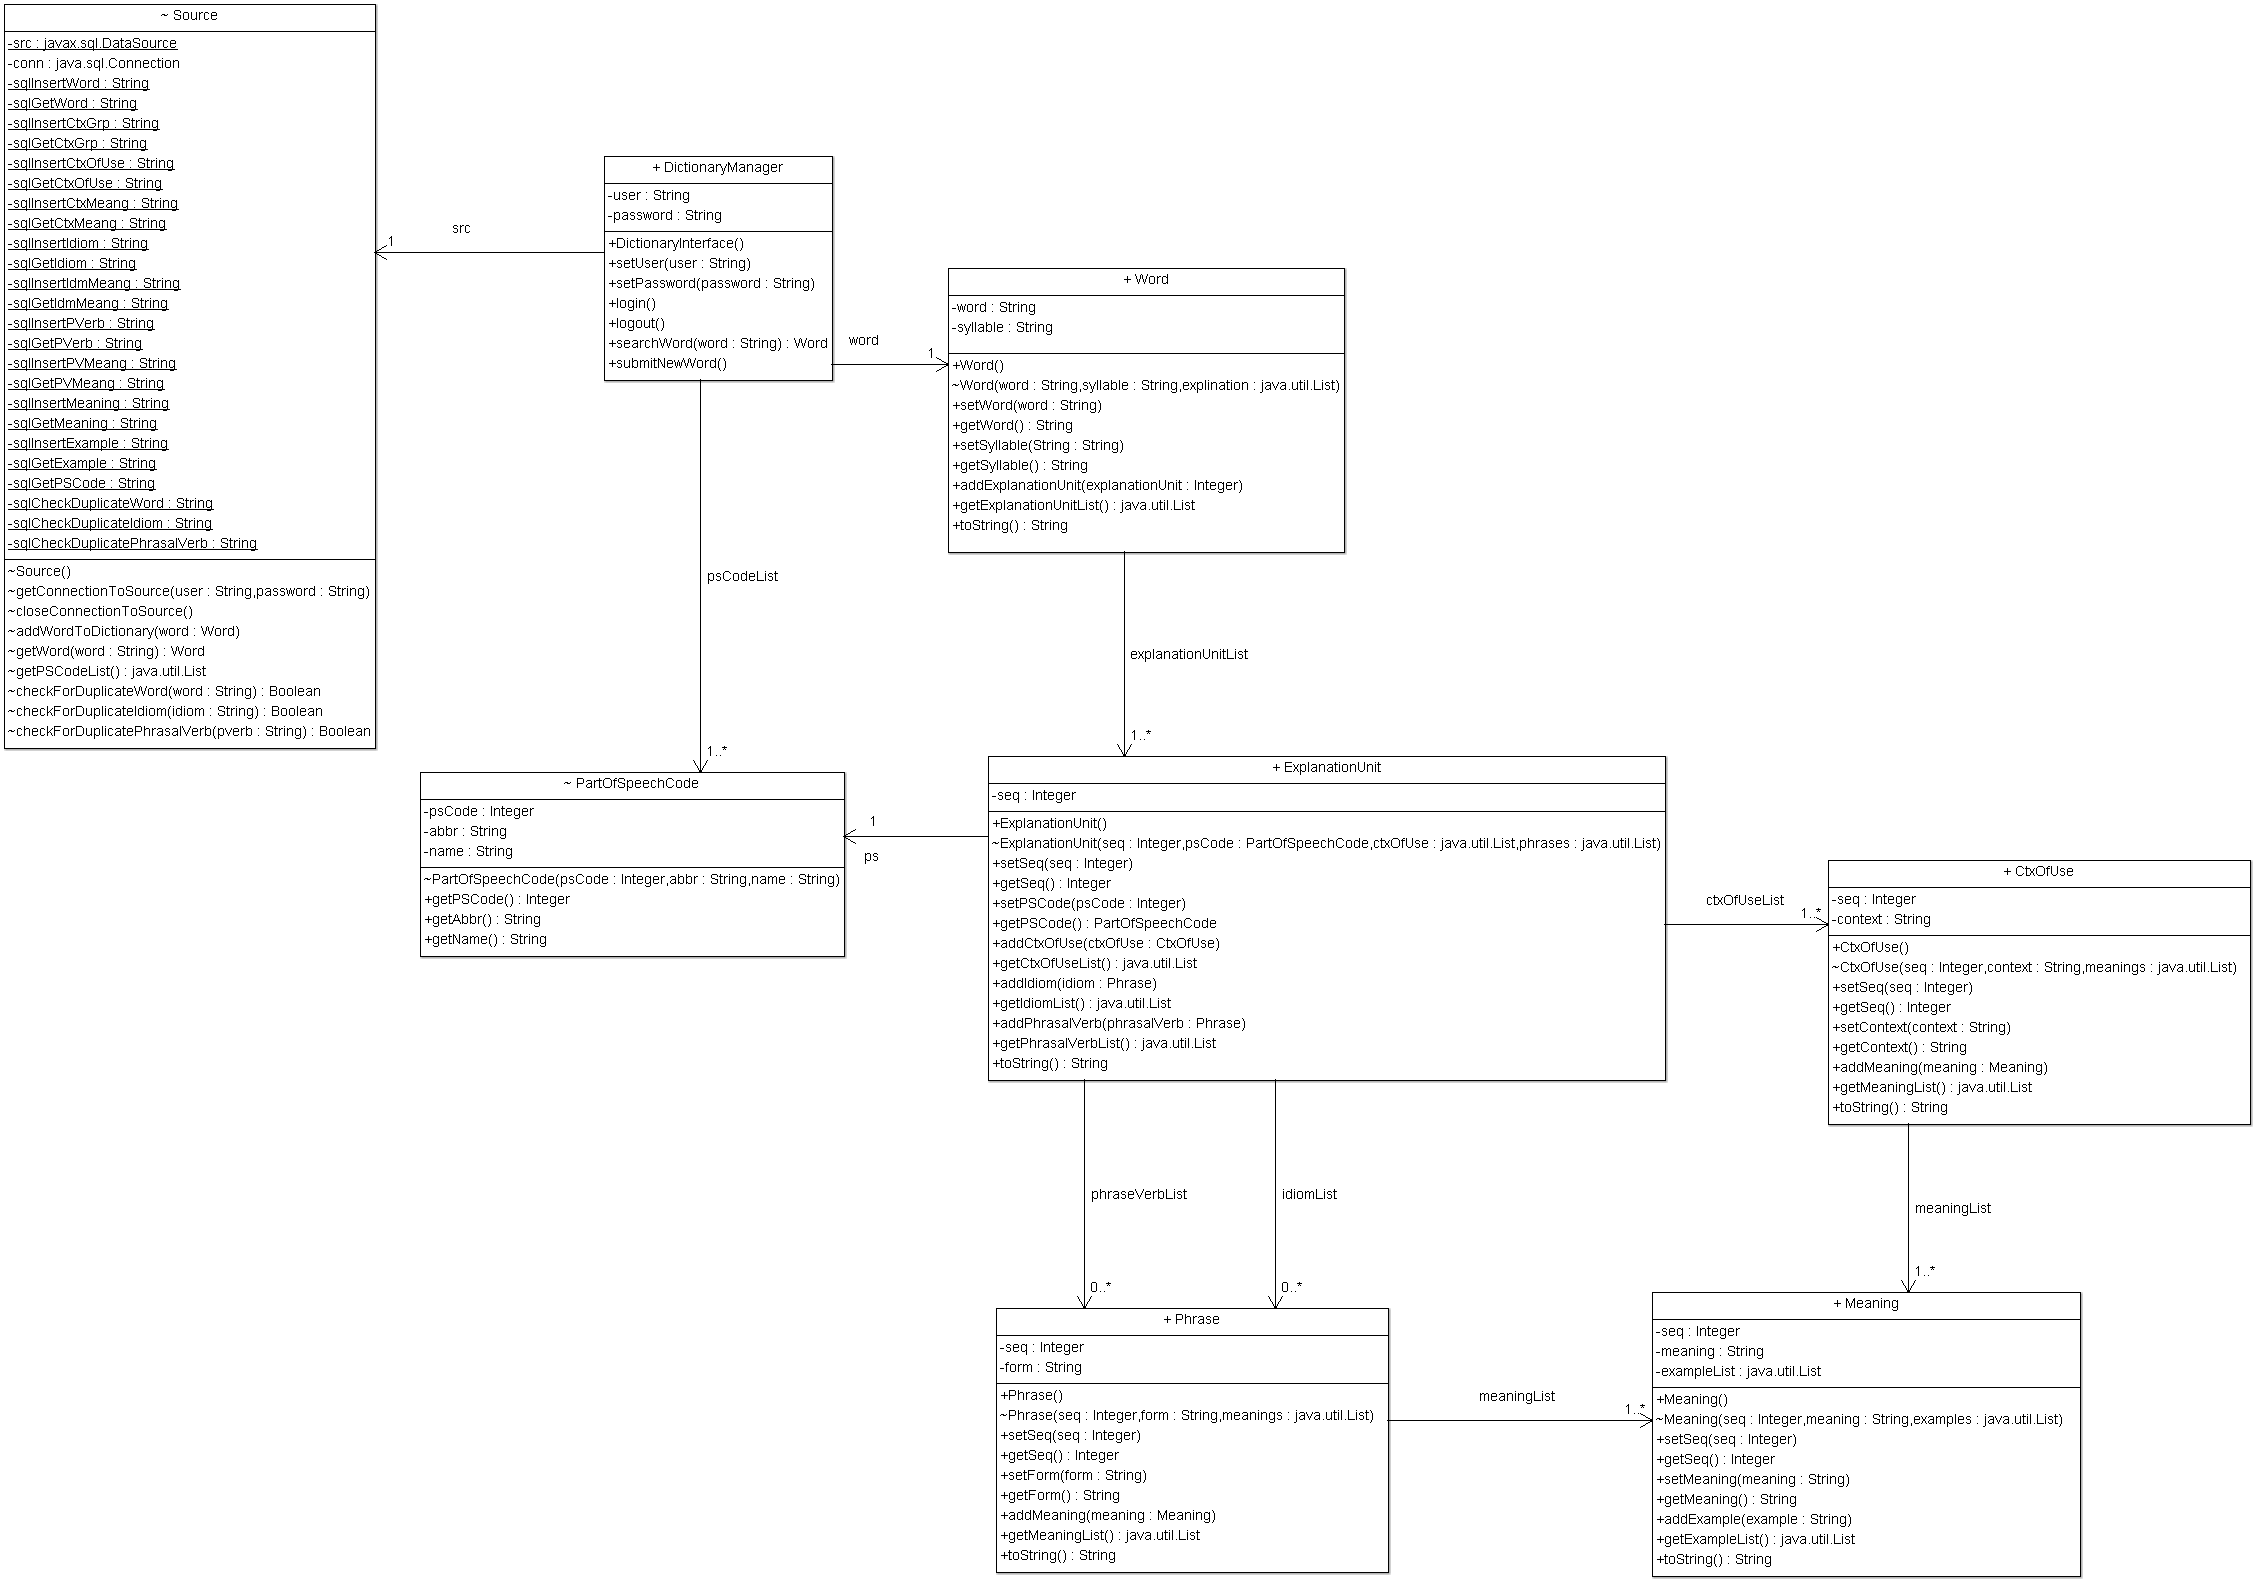 ~ Source
-src : javax.sql.DataSource
-conn : java.sql.Connection
-sqlInsertWord : String
-sqlGetWord : String
-sqlInsertCtxGrp : String
-sqlGetCtxGrp : String
-sqlInsertCtxOfUse : String
-sqlGetCtxOfUse : String
-sqlInsertCtxMeang : String
-sqlGetCtxMeang : String
-sqlInsertIdiom : String
-sqlGetIdiom : String
-sqlInsertIdmMeang : String
-sqlGetIdmMeang : String
-sqlInsertPVerb : String
-sqlGetPVerb : String
-sqlInsertPVMeang : String
-sqlGetPVMeang : String
-sqlInsertMeaning : String
-sqlGetMeaning : String
-sqlInsertExample : String
-sqlGetExample : String
-sqlGetPSCode : String
-sqlCheckDuplicateWord : String
-sqlCheckDuplicateIdiom : String
-sqlCheckDuplicatePhrasalVerb : String
~Source()
~getConnectionToSource(user : String,password : String)
~closeConnectionToSource()
~addWordToDictionary(word : Word)
~getWord(word : String) : Word
~getPSCodeList() : java.util.List
~checkForDuplicateWord(word : String) : Boolean
~checkForDuplicateIdiom(idiom : String) : Boolean
~checkForDuplicatePhrasalVerb(pverb : String) : Boolean
src
1
+ DictionaryManager
-user : String
-password : String
+DictionaryInterface()
+setUser(user : String)
+setPassword(password : String)
+login()
+logout()
+searchWord(word : String) : Word
+submitNewWord()
word
1
+ Word
-word : String
-syllable : String
+Word()
~Word(word : String,syllable : String,explination : java.util.List)
+setWord(word : String)
+getWord() : String
+setSyllable(String : String)
+getSyllable() : String
+addExplanationUnit(explanationUnit : Integer)
+getExplanationUnitList() : java.util.List
+toString() : String
psCodeList
1..*
explanationUnitList
1..*
~ PartOfSpeechCode
-psCode : Integer
-abbr : String
-name : String
~PartOfSpeechCode(psCode : Integer,abbr : String,name : String)
+getPSCode() : Integer
+getAbbr() : String
+getName() : String
1
ps
+ ExplanationUnit
-seq : Integer
+ExplanationUnit()
~ExplanationUnit(seq : Integer,psCode : PartOfSpeechCode,ctxOfUse : java.util.List,phrases : java.util.List)
+setSeq(seq : Integer)
+getSeq() : Integer
+setPSCode(psCode : Integer)
+getPSCode() : PartOfSpeechCode
+addCtxOfUse(ctxOfUse : CtxOfUse)
+getCtxOfUseList() : java.util.List
+addIdiom(idiom : Phrase)
+getIdiomList() : java.util.List
+addPhrasalVerb(phrasalVerb : Phrase)
+getPhrasalVerbList() : java.util.List
+toString() : String
ctxOfUseList
1..*
+ CtxOfUse
-seq : Integer
-context : String
+CtxOfUse()
~CtxOfUse(seq : Integer,context : String,meanings : java.util.List)
+setSeq(seq : Integer)
+getSeq() : Integer
+setContext(context : String)
+getContext() : String
+addMeaning(meaning : Meaning)
+getMeaningList() : java.util.List
+toString() : String
phraseVerbList
0..*
idiomList
0..*
meaningList
1..*
+ Phrase
-seq : Integer
-form : String
+Phrase()
~Phrase(seq : Integer,form : String,meanings : java.util.List)
+setSeq(seq : Integer)
+getSeq() : Integer
+setForm(form : String)
+getForm() : String
+addMeaning(meaning : Meaning)
+getMeaningList() : java.util.List
+toString() : String
meaningList
1..*
+ Meaning
-seq : Integer
-meaning : String
-exampleList : java.util.List
+Meaning()
~Meaning(seq : Integer,meaning : String,examples : java.util.List)
+setSeq(seq : Integer)
+getSeq() : Integer
+setMeaning(meaning : String)
+getMeaning() : String
+addExample(example : String)
+getExampleList() : java.util.List
+toString() : String